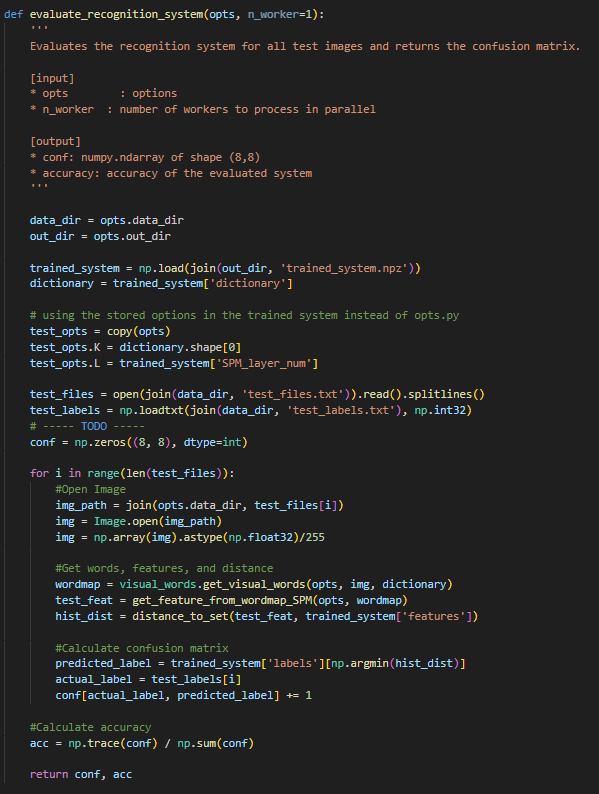 def evaluate_recognition_system(opts, n_worker=1):
    '''
    Evaluates the recognition system for all test images and returns the confusion matrix.

    [input]
    * opts        : options
    * n_worker  : number of workers to process in parallel

    [output]
    * conf: numpy.ndarray of shape (8,8)
    * accuracy: accuracy of the evaluated system
    '''

    data_dir = opts.data_dir
    out_dir = opts.out_dir

    trained_system = np.load(join(out_dir, 'trained_system.npz'))
    dictionary = trained_system['dictionary']

    # using the stored options in the trained system instead of opts.py
    test_opts = copy(opts)
    test_opts.K = dictionary.shape[0]
    test_opts.L = trained_system['SPM_layer_num']

    test_files = open(join(data_dir, 'test_files.txt')).read().splitlines()
    test_labels = np.loadtxt(join(data_dir, 'test_labels.txt'), np.int32)
    # ----- TODO -----
    conf = np.zeros((8, 8), dtype=int)

    for i in range(len(test_files)):
        #Open Image
        img_path = join(opts.data_dir, test_files[i])
        img = Image.open(img_path)
        img = np.array(img).astype(np.float32)/255

        #Get words, features, and distance
        wordmap = visual_words.get_visual_words(opts, img, dictionary)
        test_feat = get_feature_from_wordmap_SPM(opts, wordmap)
        hist_dist = distance_to_set(test_feat, trained_system['features'])

        #Calculate confusion matrix
        predicted_label = trained_system['labels'][np.argmin(hist_dist)]
        actual_label = test_labels[i]
        conf[actual_label, predicted_label] += 1

    #Calculate accuracy
    acc = np.trace(conf) / np.sum(conf)

    return conf, acc